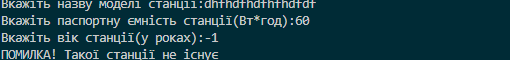 Вкажіть назву моделі станції:dhfhdfhdfhfhdfdf
Вкажіть паспортну ємність станції(Вт*год):60
Вкажіть вік станції(у роках):-1
ПОМИЛКА! Такої станції не існує